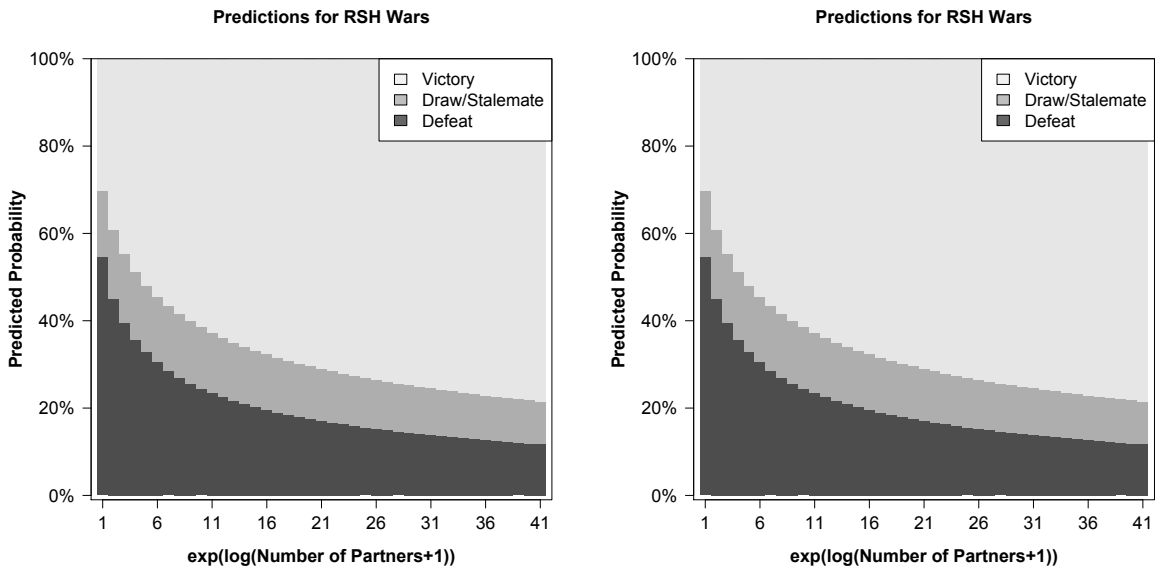 Predictions for RSH Wars
Predicted Probability
100%
80%
60%
40%
20%
0%
Victory
Draw/Stalemate
Defeat
1 6 11 16 21 26 31 36 41
exp(log(Number of Partners+1))
Predictions for RSH Wars
Predicted Probability
100%
80%
60%
40%
20%
0%
Victory
Draw/Stalemate
Defeat
1 6 11 16 21 26 31 36 41
exp(log(Number of Partners+1))